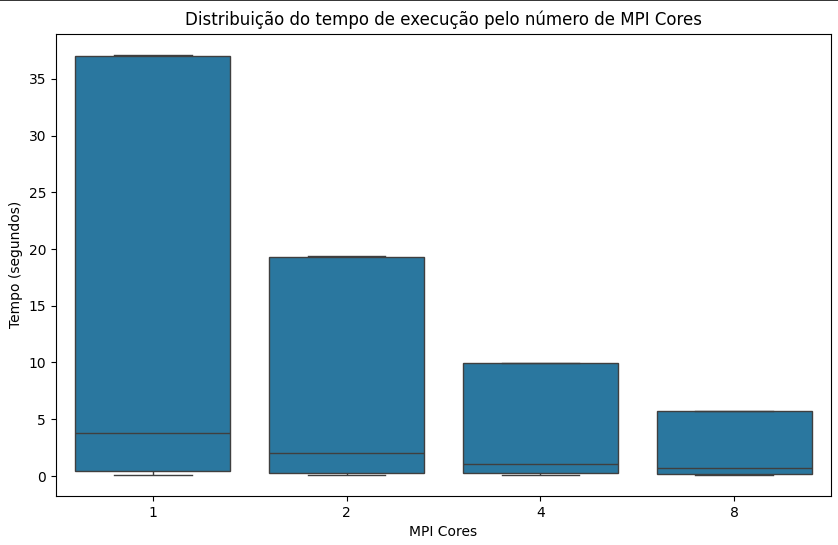 Distribuição do tempo de execução pelo número de MPI Cores
Tempo (segundos)
35
30
25
20
15
10
5
0
1 2 4 8
MPI Cores